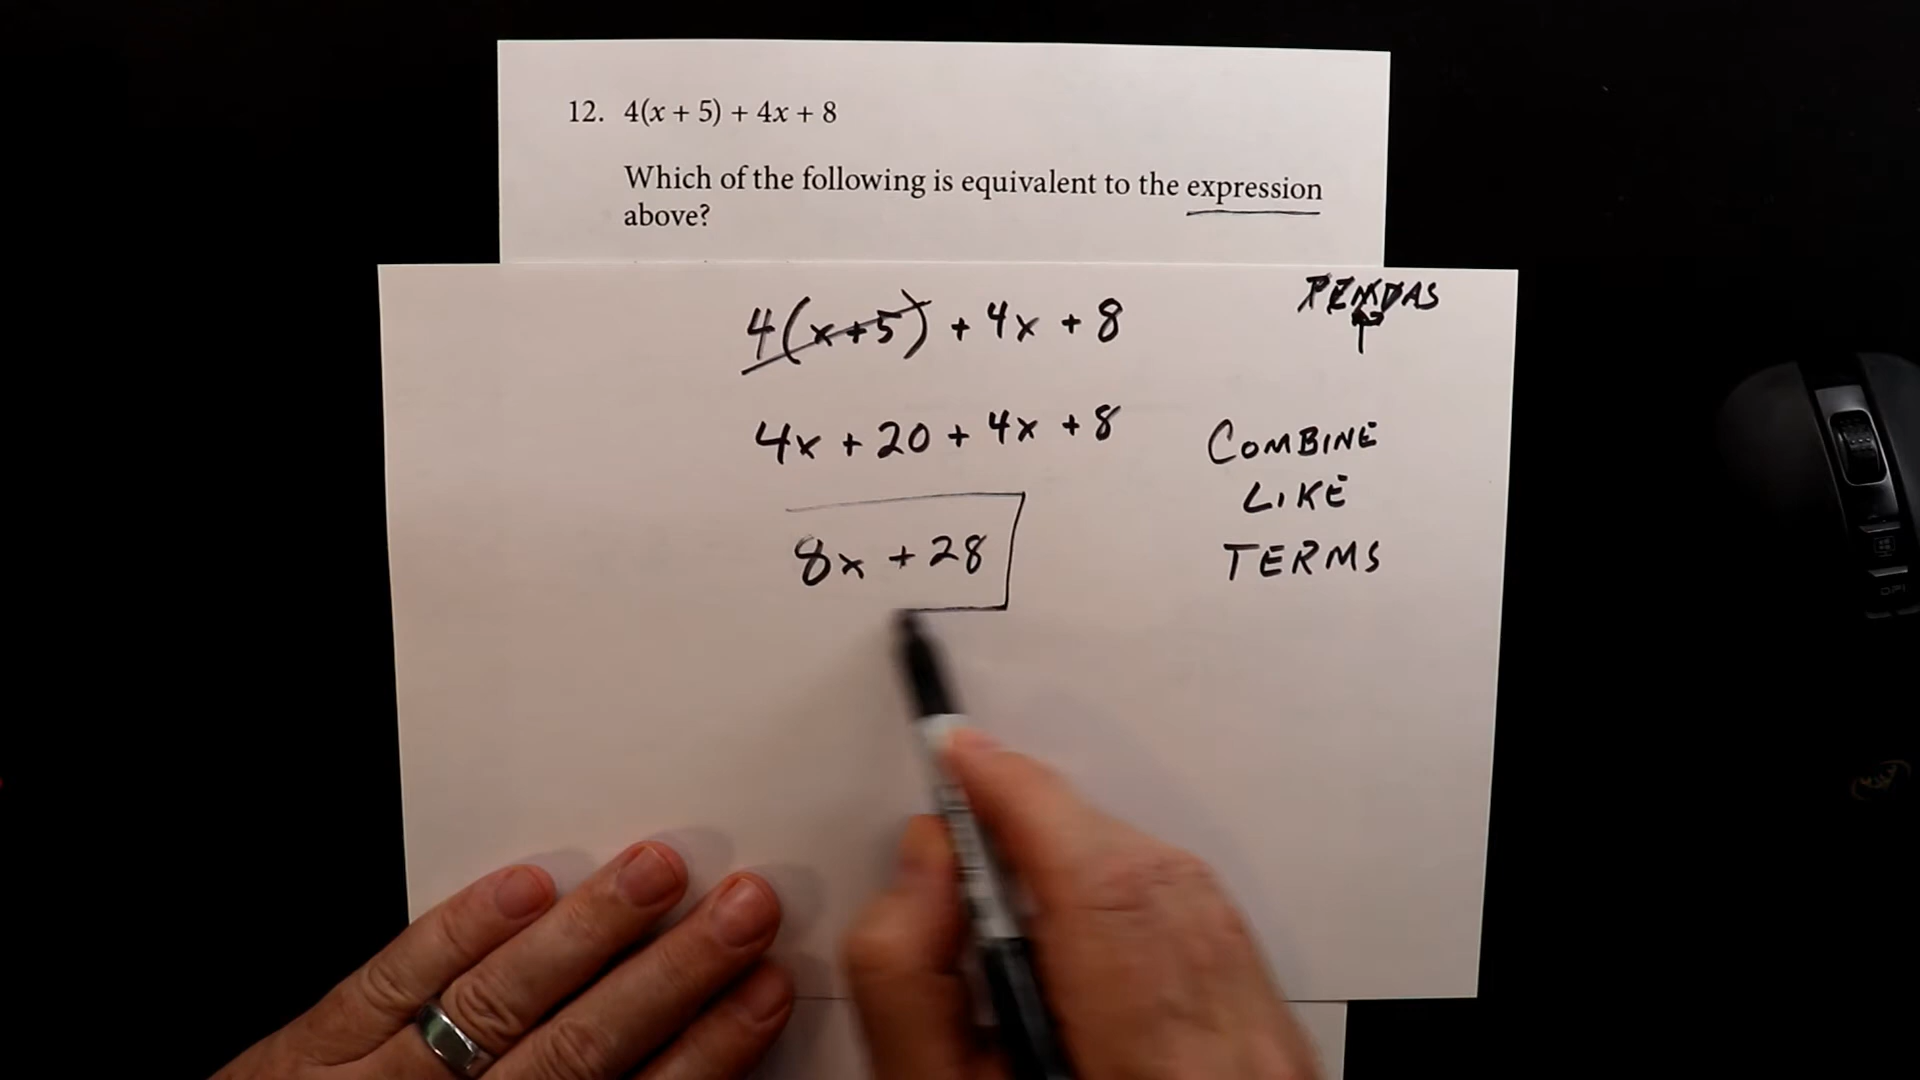 12. 4(x + 5) + 4x + 8
Which of the following is equivalent to the expression
above?
PEMDAS
4(x+5) + 4x + 8
4x + 20 + 4x + 8
COMBINE
LIKE
TERMS
8x + 28
DPI